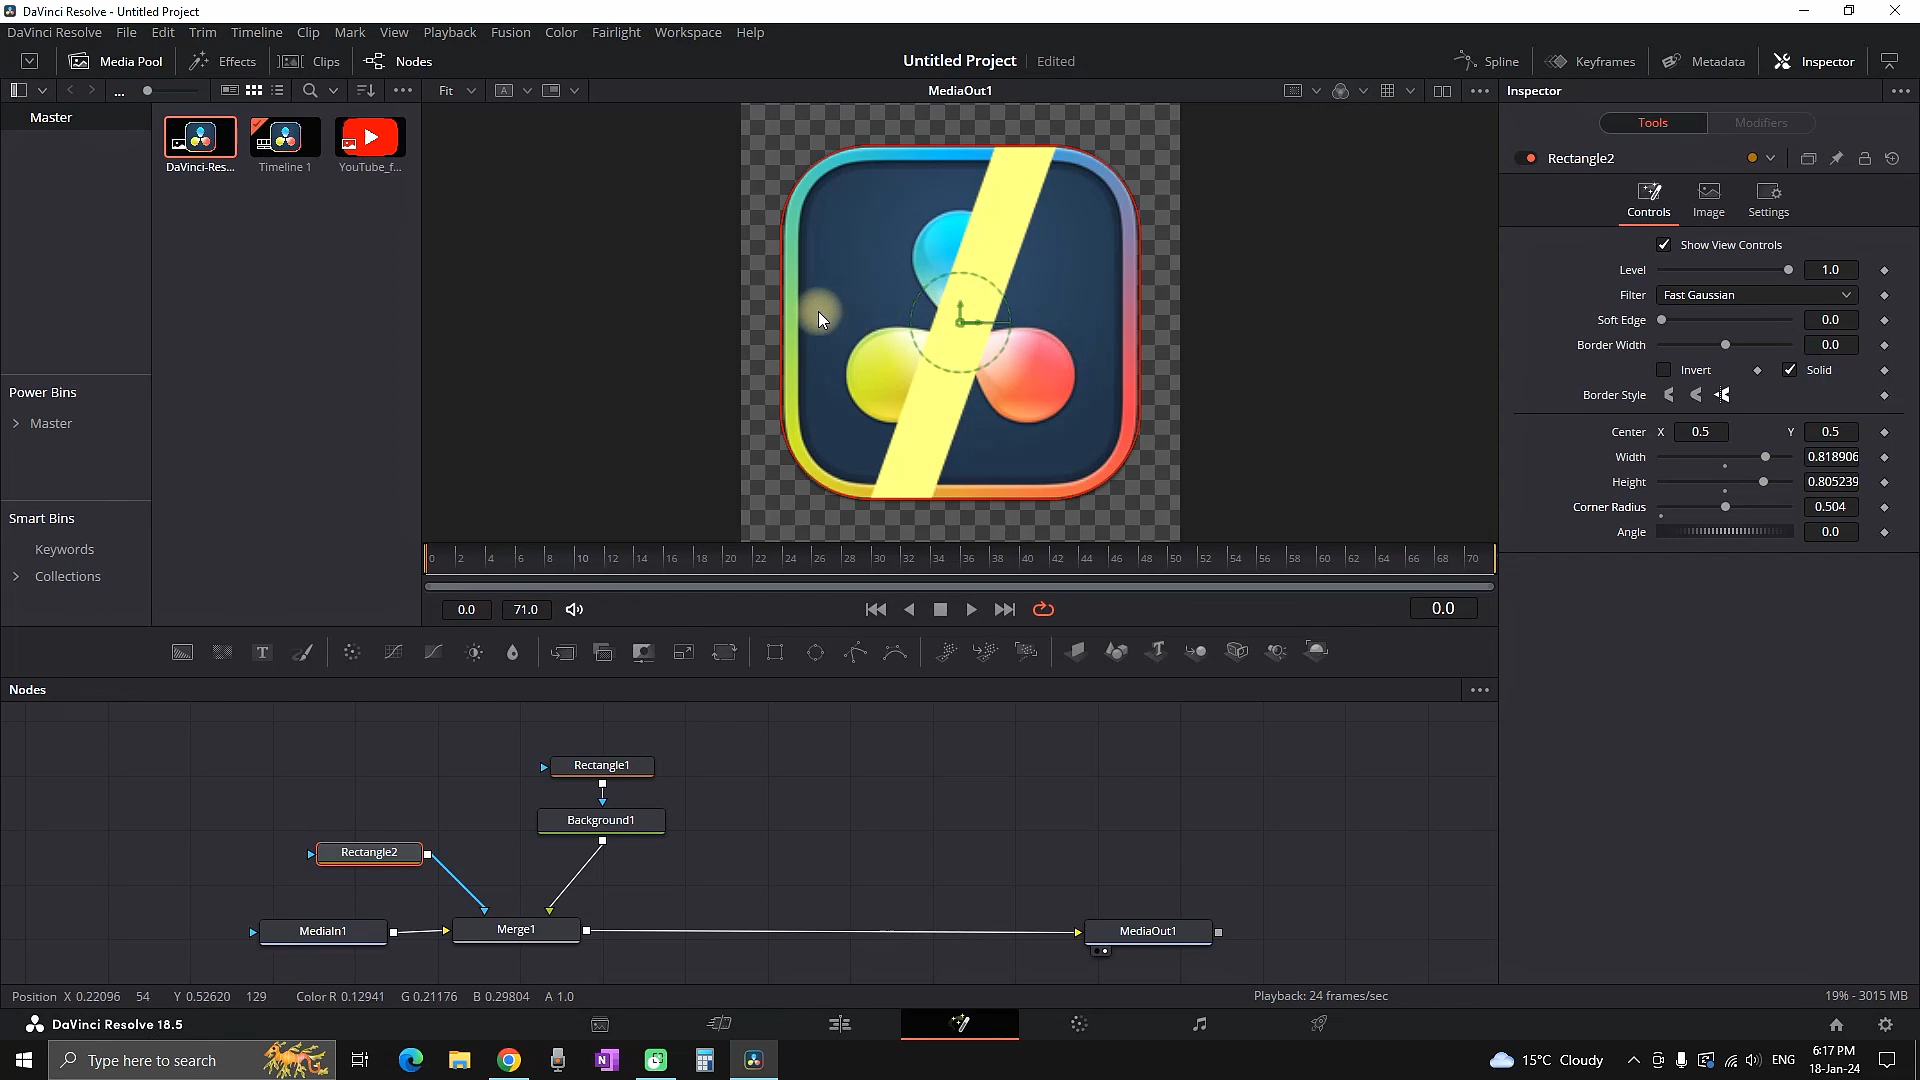 DaVinci Resolve - Untitled Project
DaVinci Resolve File Edit Trim Timeline Clip Mark View Playback Fusion Color Fairlight Workspace Help
Media Pool Effects Clips Nodes Untitled Project Edited Spline Keyframes Metadata Inspector
... Fit A MediaOut1 Inspector
Master
DaVinci-Res... Timeline 1 YouTube_f...
Tools Modifiers
Rectangle2
Controls Image Settings
Show View Controls
Level 1.0
Filter Fast Gaussian
Soft Edge 0.0
Border Width 0.0
Invert Solid
Border Style
Center X 0.5 Y 0.5
Width 0.818906
Height 0.805239
Corner Radius 0.504
Angle 0.0
Power Bins
Master
Smart Bins
Keywords
Collections
0 2 4 6 8 10 12 14 16 18 20 22 24 26 28 30 32 34 36 38 40 42 44 46 48 50 52 54 56 58 60 62 64 66 68 70
0.0 71.0 0.0
T
Nodes
Rectangle1
Background1
Rectangle2
MediaIn1 Merge1 MediaOut1
Position X 0.22096 54 Y 0.52620 129 Color R 0.12941 G 0.21176 B 0.29804 A 1.0 Playback: 24 frames/sec 19% - 3015 MB
DaVinci Resolve 18.5
Type here to search 15°C Cloudy ENG 6:17 PM
18-Jan-24